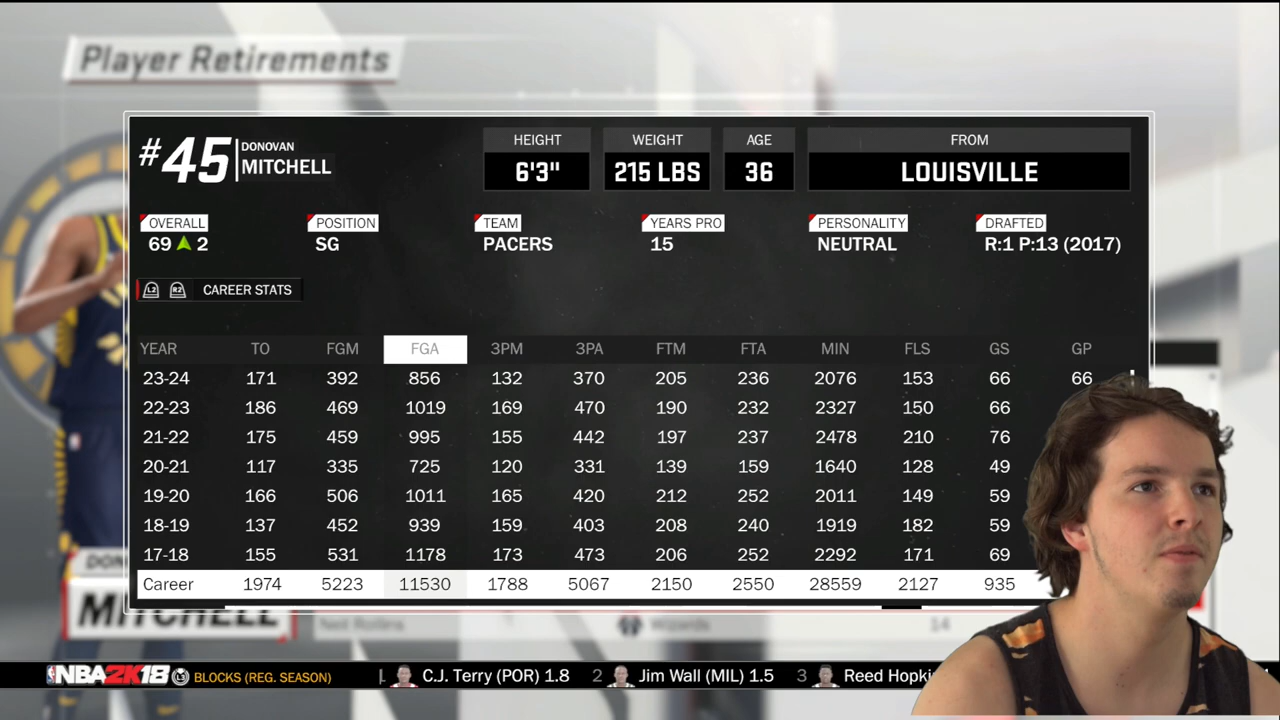 Player Retirements
#45 DONOVAN MITCHELL
HEIGHT WEIGHT AGE FROM
6'3" 215 LBS 36 LOUISVILLE
OVERALL POSITION TEAM YEARS PRO PERSONALITY DRAFTED
69 2 SG PACERS 15 NEUTRAL R:1 P:13 (2017)
L2 R2 CAREER STATS
YEAR TO FGM FGA 3PM 3PA FTM FTA MIN FLS GS GP
23-24 171 392 856 132 370 205 236 2076 153 66 66
22-23 186 469 1019 169 470 190 232 2327 150 66
21-22 175 459 995 155 442 197 237 2478 210 76
20-21 117 335 725 120 331 139 159 1640 128 49
19-20 166 506 1011 165 420 212 252 2011 149 59
18-19 137 452 939 159 403 208 240 1919 182 59
17-18 155 531 1178 173 473 206 252 2292 171 69
Career 1974 5223 11530 1788 5067 2150 2550 28559 2127 935
DON
MITCHELL
Neil Rollins Wizards 14
NBA2K18 BLOCKS (REG. SEASON) C.J. Terry (POR) 1.8 2 Jim Wall (MIL) 1.5 3 Reed Hopki